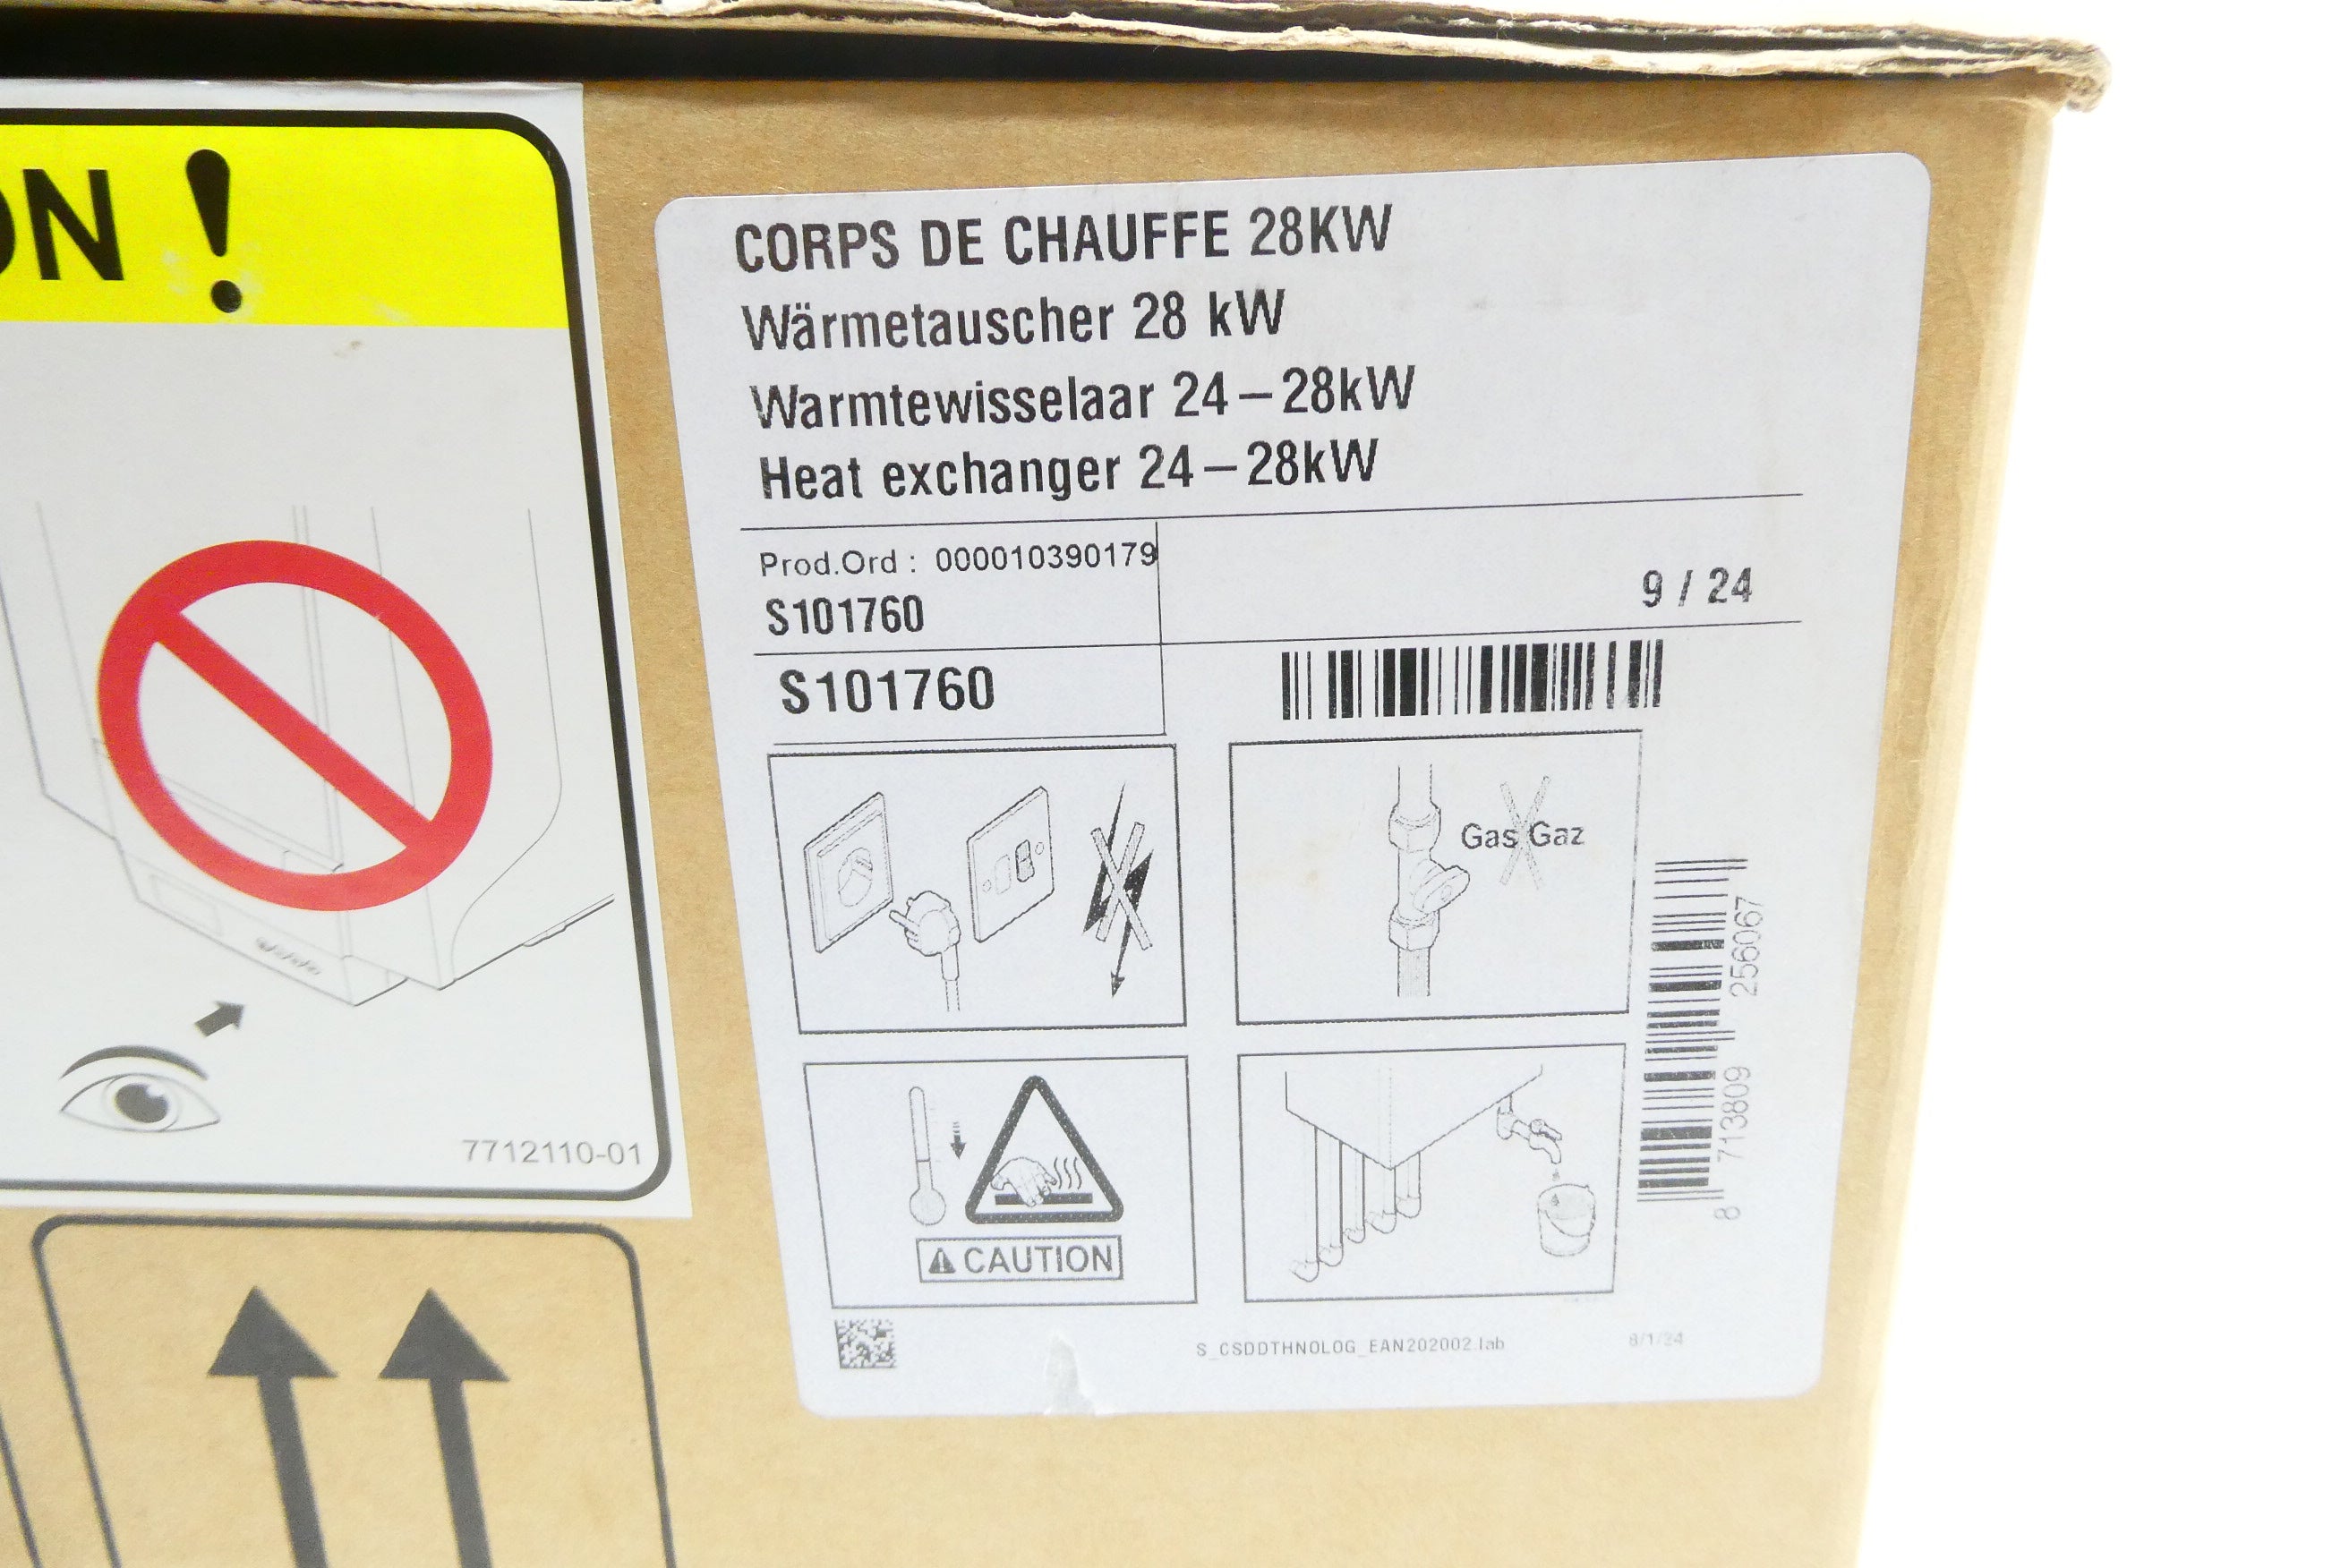 ON !
7712110-01
CORPS DE CHAUFFE 28KW
Wärmetauscher 28 kW
Warmtewisselaar 24-28kW
Heat exchanger 24-28kW
Prod.Ord : 000010390179
S101760
9 / 24
S101760
Gas Gaz
8 713809 256067
CAUTION
S_CSDDTHNOLOG_EAN202002.lab
8/1/24